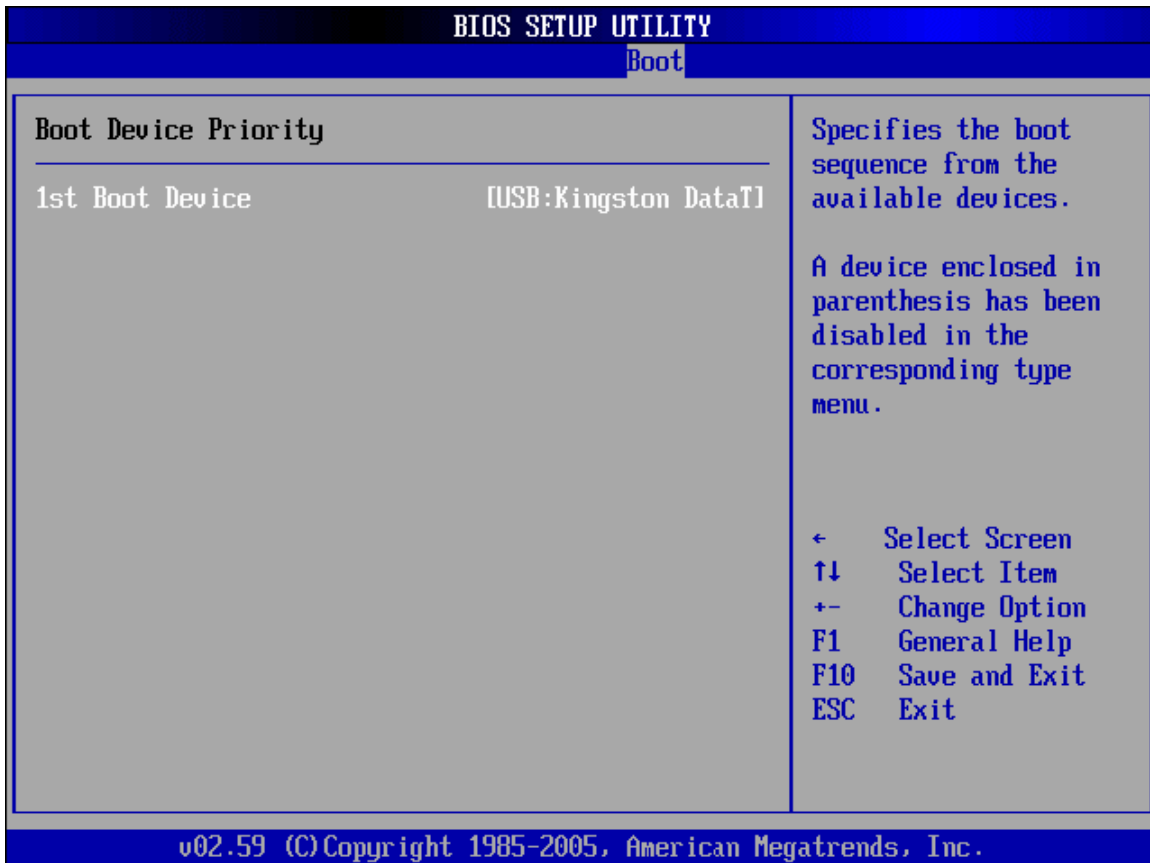 BIOS SETUP UTILITY
Boot
Boot Device Priority
1st Boot Device [USB:Kingston DataT]
Specifies the boot
sequence from the
available devices.
A device enclosed in
parenthesis has been
disabled in the
corresponding type
menu.
← Select Screen
↑↓ Select Item
+- Change Option
F1 General Help
F10 Save and Exit
ESC Exit
v02.59 (C)Copyright 1985-2005, American Megatrends, Inc.